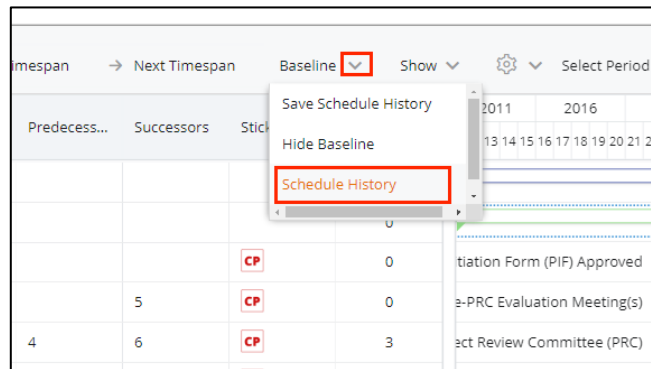 imespan → Next Timespan Baseline Show Select Period
Predecess... Successors Stick 2011 2016
13 14 15 16 17 18 19 20 21 2
Save Schedule History
Hide Baseline
Schedule History
0
CP 0 tiation Form (PIF) Approved
5 CP 0 e-PRC Evaluation Meeting(s)
4 6 CP 3 ect Review Committee (PRC)